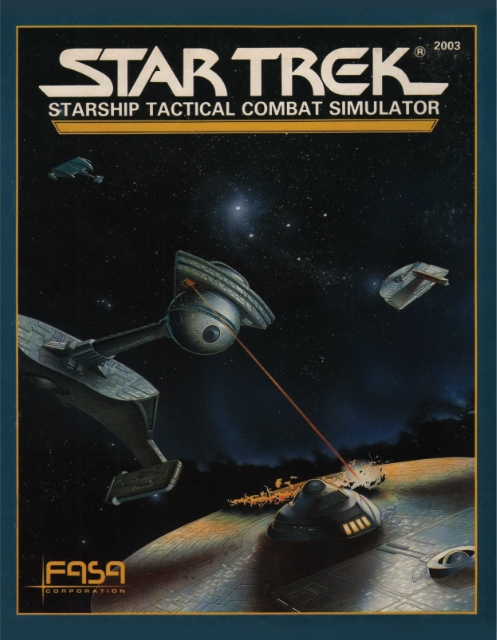 STAR TREK® 2003
STARSHIP TACTICAL COMBAT SIMULATOR
FASA
CORPORATION